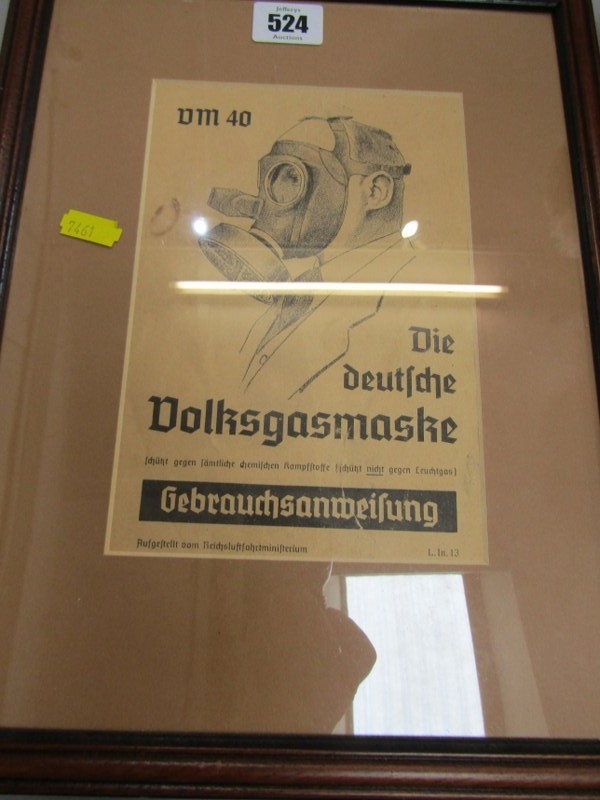 Jefferys
524
Auctions
7461
VM 40
Die
deutſche
Volksgasmaske
ſchützt gegen ſämtliche chemiſchen Kampfſtoffe (ſchützt nicht gegen Leuchtgas)
Gebrauchsanweiſung
Aufgeſtellt vom Reichsluftfahrtminiſterium
L. In. 13